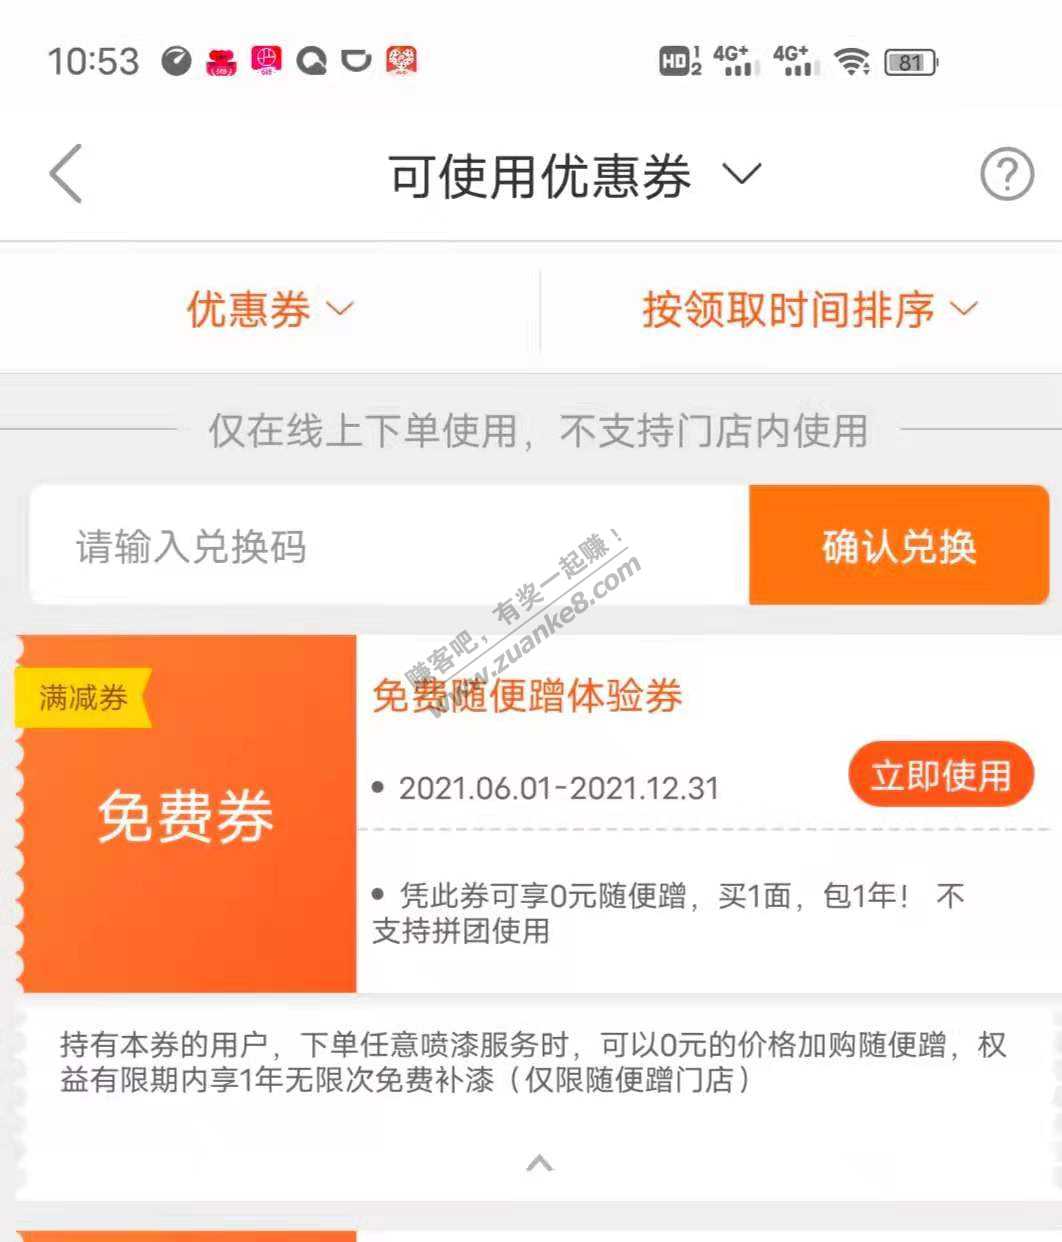 10:53
HD 1 2 4G+ 4G+ 81
可使用优惠券
优惠券 按领取时间排序
仅在线上下单使用，不支持门店内使用
请输入兑换码 确认兑换
赚客吧，有奖一起赚！
www.zuanke8.com
满减券
免费券
免费随便蹭体验券
• 2021.06.01-2021.12.31
立即使用
• 凭此券可享0元随便蹭，买1面，包1年！ 不
支持拼团使用
持有本券的用户，下单任意喷漆服务时，可以0元的价格加购随便蹭，权
益有限期内享1年无限次免费补漆（仅限随便蹭门店）